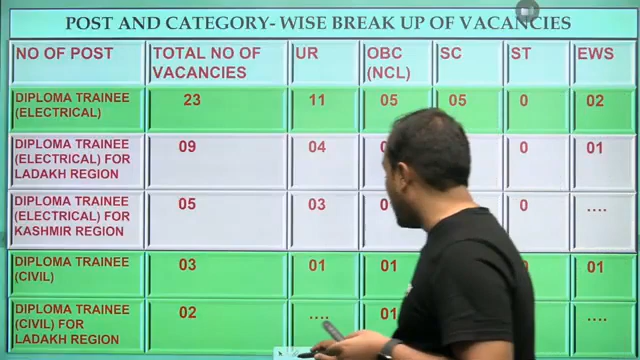 POST AND CATEGORY- WISE BREAK UP OF VACANCIES
NO OF POST TOTAL NO OF VACANCIES UR OBC (NCL) SC ST EWS
DIPLOMA TRAINEE (ELECTRICAL) 23 11 05 05 0 02
DIPLOMA TRAINEE (ELECTRICAL) FOR LADAKH REGION 09 04 0 01
DIPLOMA TRAINEE (ELECTRICAL) FOR KASHMIR REGION 05 03 0 ....
DIPLOMA TRAINEE (CIVIL) 03 01 01 01
DIPLOMA TRAINEE (CIVIL) FOR LADAKH REGION 02 .... 01 ....